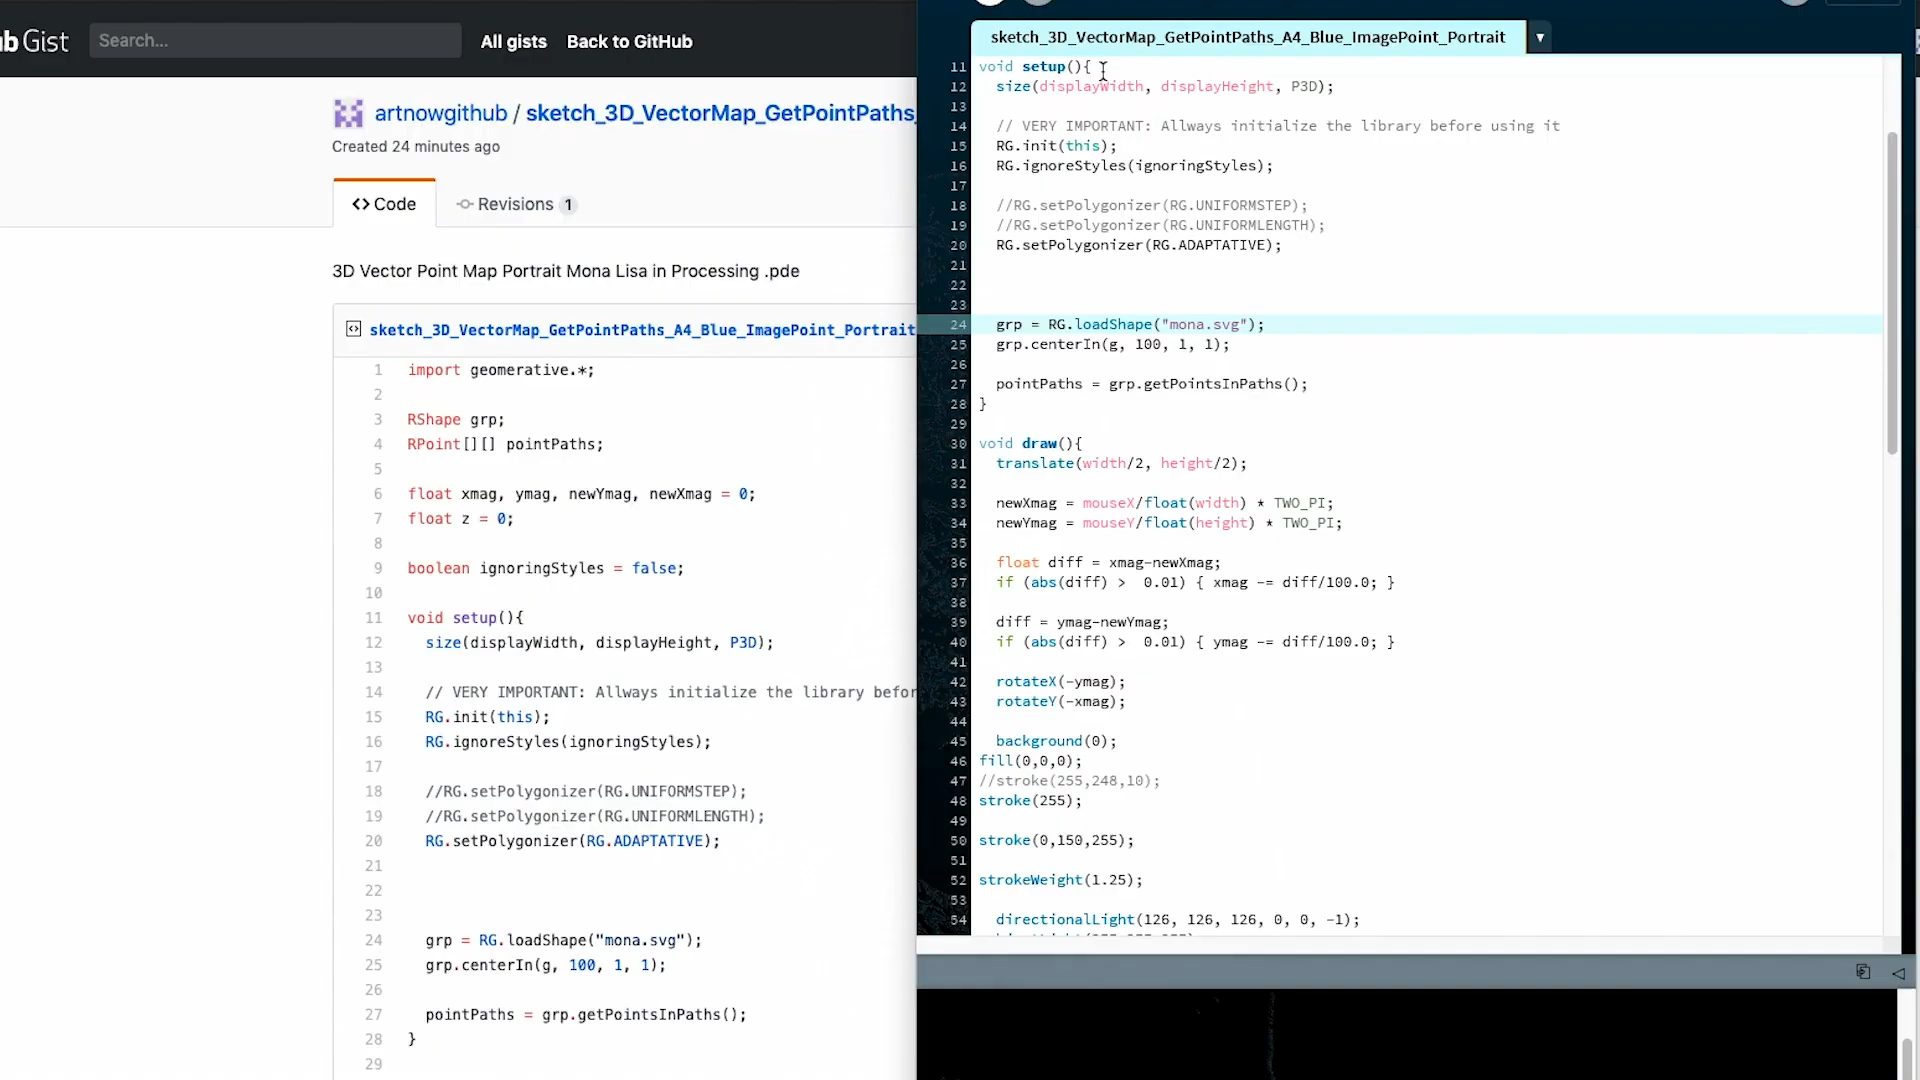 b Gist
Search...
All gists
Back to GitHub
artnowgithub / sketch_3D_VectorMap_GetPointPaths_
Created 24 minutes ago
Code
Revisions 1
3D Vector Point Map Portrait Mona Lisa in Processing .pde
sketch_3D_VectorMap_GetPointPaths_A4_Blue_ImagePoint_Portrait
1 import geomerative.*;
2
3 RShape grp;
4 RPoint[][] pointPaths;
5
6 float xmag, ymag, newYmag, newXmag = 0;
7 float z = 0;
8
9 boolean ignoringStyles = false;
10
11 void setup(){
12 size(displayWidth, displayHeight, P3D);
13
14 // VERY IMPORTANT: Allways initialize the library befor
15 RG.init(this);
16 RG.ignoreStyles(ignoringStyles);
17
18 //RG.setPolygonizer(RG.UNIFORMSTEP);
19 //RG.setPolygonizer(RG.UNIFORMLENGTH);
20 RG.setPolygonizer(RG.ADAPTATIVE);
21
22
23
24 grp = RG.loadShape("mona.svg");
25 grp.centerIn(g, 100, 1, 1);
26
27 pointPaths = grp.getPointsInPaths();
28 }
29
sketch_3D_VectorMap_GetPointPaths_A4_Blue_ImagePoint_Portrait
11 void setup(){
12 size(displayWidth, displayHeight, P3D);
13
14 // VERY IMPORTANT: Allways initialize the library before using it
15 RG.init(this);
16 RG.ignoreStyles(ignoringStyles);
17
18 //RG.setPolygonizer(RG.UNIFORMSTEP);
19 //RG.setPolygonizer(RG.UNIFORMLENGTH);
20 RG.setPolygonizer(RG.ADAPTATIVE);
21
22
23
24 grp = RG.loadShape("mona.svg");
25 grp.centerIn(g, 100, 1, 1);
26
27 pointPaths = grp.getPointsInPaths();
28 }
29
30 void draw(){
31 translate(width/2, height/2);
32
33 newXmag = mouseX/float(width) * TWO_PI;
34 newYmag = mouseY/float(height) * TWO_PI;
35
36 float diff = xmag-newXmag;
37 if (abs(diff) > 0.01) { xmag -= diff/100.0; }
38
39 diff = ymag-newYmag;
40 if (abs(diff) > 0.01) { ymag -= diff/100.0; }
41
42 rotateX(-ymag);
43 rotateY(-xmag);
44
45 background(0);
46 fill(0,0,0);
47 //stroke(255,248,10);
48 stroke(255);
49
50 stroke(0,150,255);
51
52 strokeWeight(1.25);
53
54 directionalLight(126, 126, 126, 0, 0, -1);